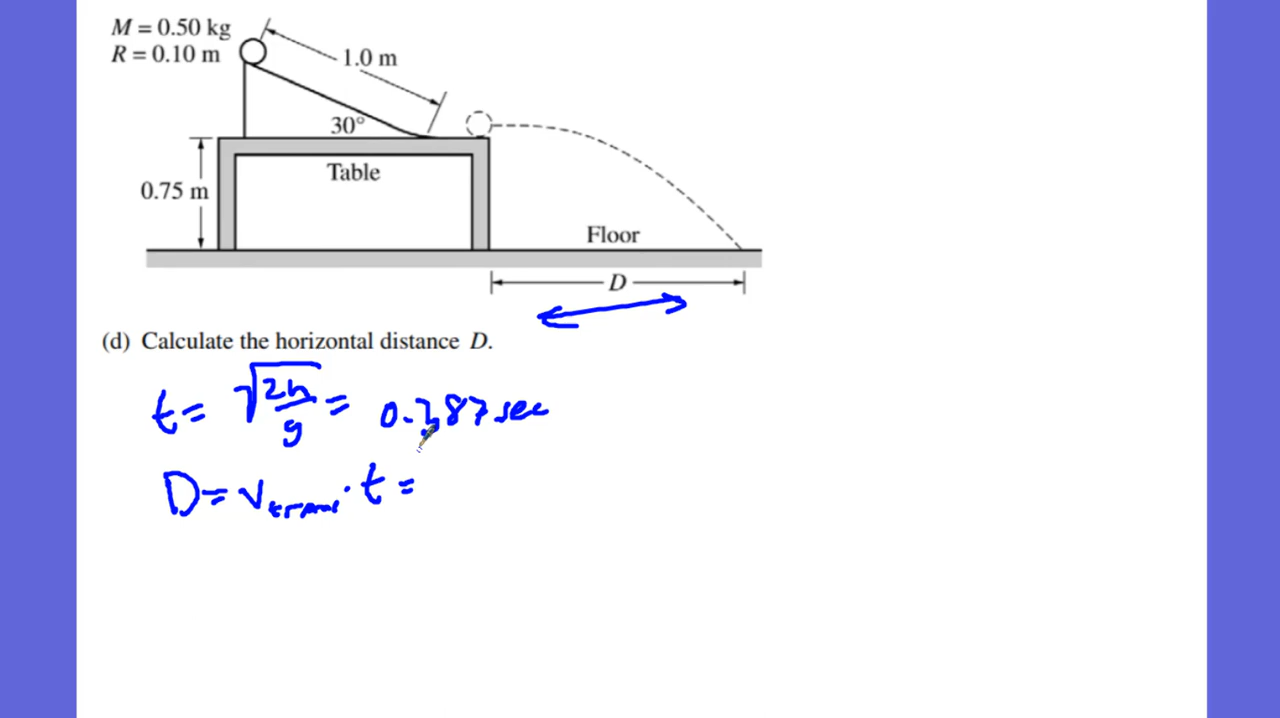 M = 0.50 kg
R = 0.10 m
1.0 m
30°
Table
0.75 m
Floor
D
(d) Calculate the horizontal distance D.
t = √(2h/g) = 0.387 sec
D = v · t =